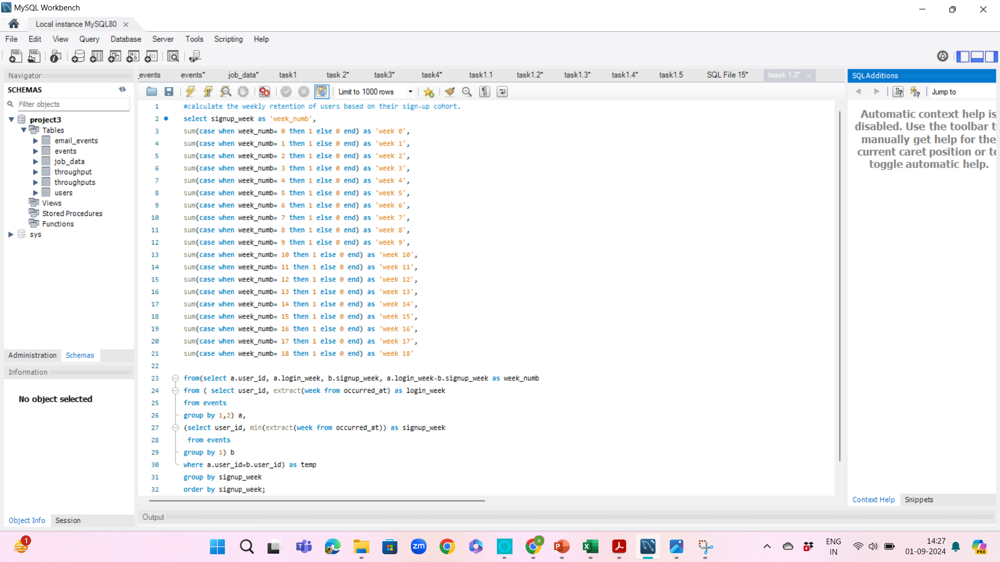 MySQL Workbench
Local instance MySQL80
File Edit View Query Database Server Tools Scripting Help
Navigator
SCHEMAS
Filter objects
project3
Tables
email_events
events
job_data
throughput
throughputs
users
Views
Stored Procedures
Functions
sys
Administration Schemas
Information
No object selected
Object Info Session
_events events* job_data* task1 task 2* task3* task4* task1.1 task1.2* task1.3* task1.4* task1.5 SQL File 15* teask 1.3*
Limit to 1000 rows
1 #calculate the weekly retention of users based on their sign-up cohort.
2 select signup_week as 'week_numb',
3 sum(case when week_numb= 0 then 1 else 0 end) as 'week 0',
4 sum(case when week_numb= 1 then 1 else 0 end) as 'week 1',
5 sum(case when week_numb= 2 then 1 else 0 end) as 'week 2',
6 sum(case when week_numb= 3 then 1 else 0 end) as 'week 3',
7 sum(case when week_numb= 4 then 1 else 0 end) as 'week 4',
8 sum(case when week_numb= 5 then 1 else 0 end) as 'week 5',
9 sum(case when week_numb= 6 then 1 else 0 end) as 'week 6',
10 sum(case when week_numb= 7 then 1 else 0 end) as 'week 7',
11 sum(case when week_numb= 8 then 1 else 0 end) as 'week 8',
12 sum(case when week_numb= 9 then 1 else 0 end) as 'week 9',
13 sum(case when week_numb= 10 then 1 else 0 end) as 'week 10',
14 sum(case when week_numb= 11 then 1 else 0 end) as 'week 11',
15 sum(case when week_numb= 12 then 1 else 0 end) as 'week 12',
16 sum(case when week_numb= 13 then 1 else 0 end) as 'week 13',
17 sum(case when week_numb= 14 then 1 else 0 end) as 'week 14',
18 sum(case when week_numb= 15 then 1 else 0 end) as 'week 15',
19 sum(case when week_numb= 16 then 1 else 0 end) as 'week 16',
20 sum(case when week_numb= 17 then 1 else 0 end) as 'week 17',
21 sum(case when week_numb= 18 then 1 else 0 end) as 'week 18'
22
23 from(select a.user_id, a.login_week, b.signup_week, a.login_week-b.signup_week as week_numb
24 from ( select user_id, extract(week from occurred_at) as login_week
25 from events
26 group by 1,2) a,
27 (select user_id, min(extract(week from occurred_at)) as signup_week
28 from events
29 group by 1) b
30 where a.user_id=b.user_id) as temp
31 group by signup_week
32 order by signup_week;
Output
SQLAdditions
Jump to
Automatic context help is
disabled. Use the toolbar t
manually get help for the
current caret position or to
toggle automatic help.
Context Help Snippets
1
zm
S
4
ENG
IN
14:27
01-09-2024
PRE